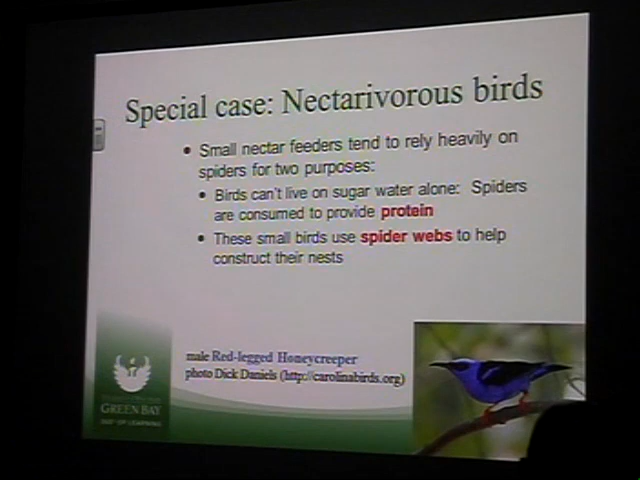 Special case: Nectarivorous birds
• Small nectar feeders tend to rely heavily on
spiders for two purposes:
• Birds can't live on sugar water alone: Spiders
are consumed to provide protein
• These small birds use spider webs to help
construct their nests
male Red-legged Honeycreeper
photo Dick Daniels (http://carolinabirds.org)
GREEN BAY